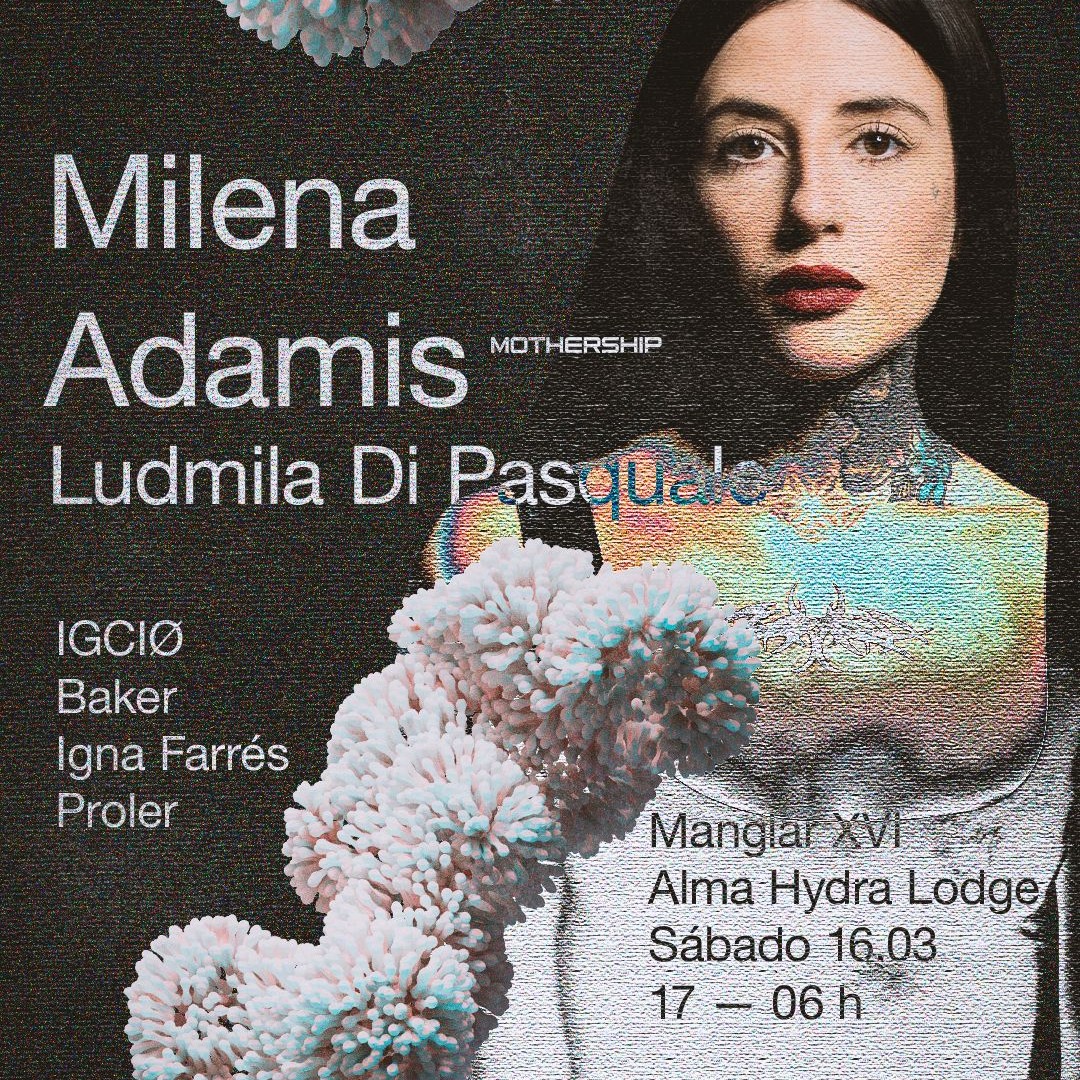 Milena
Adamis MOTHERSHIP
Ludmila Di Pasquale
IGCIØ
Baker
Igna Farrés
Proler
Manglar XVI
Alma Hydra Lodge
Sábado 16.03
17 — 06 h